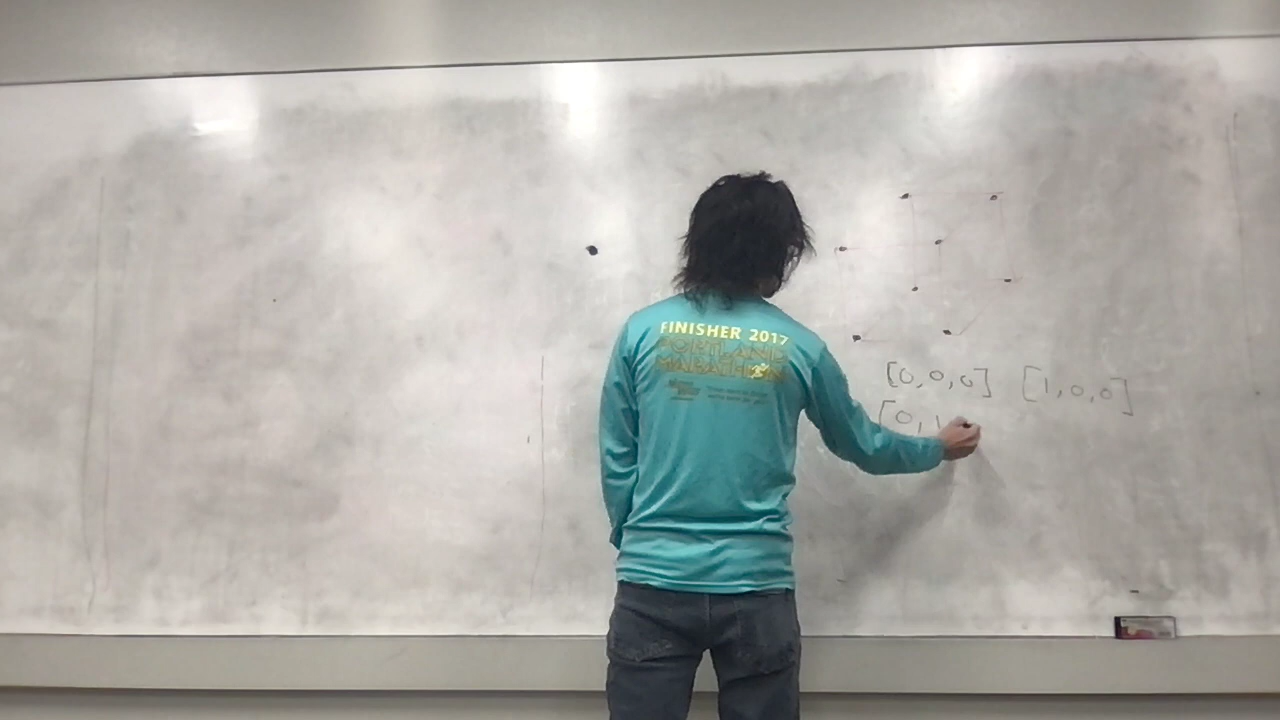 FINISHER 2017
PORTLAND
MARATHON
[0,0,0] [1,0,0]
[0,1